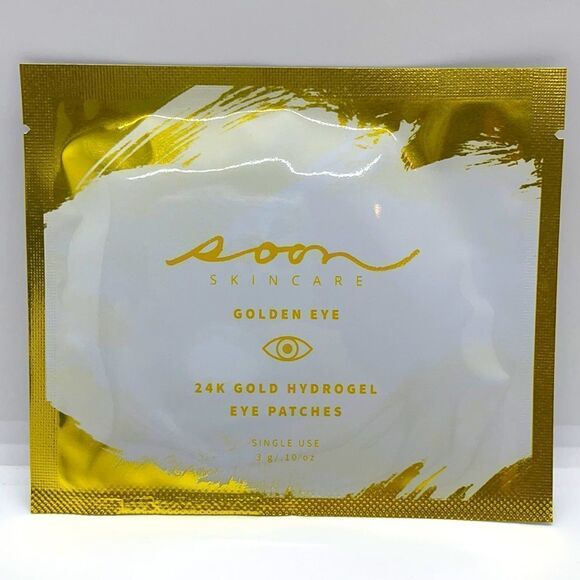 soon
SKINCARE
GOLDEN EYE
24K GOLD HYDROGEL
EYE PATCHES
SINGLE USE
3 g/.10/oz